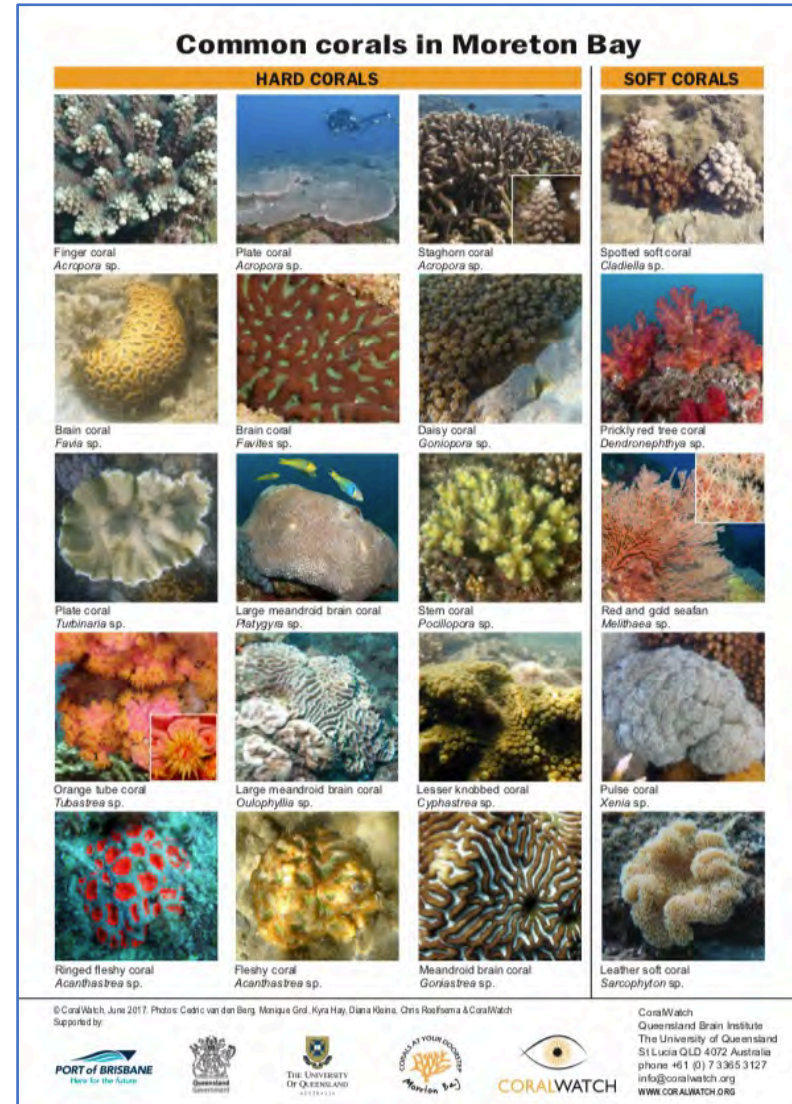 Common corals in Moreton Bay
HARD CORALS
SOFT CORALS
Finger coral
Acropora sp.
Plate coral
Acropora sp.
Staghorn coral
Acropora sp.
Spotted soft coral
Cladiella sp.
Brain coral
Favia sp.
Brain coral
Favites sp.
Daisy coral
Goniopora sp.
Prickly red tree coral
Dendronephthya sp.
Plate coral
Turbinaria sp.
Large meandroid brain coral
Platygyra sp.
Stem coral
Pocillopora sp.
Red and gold seafan
Melithaea sp.
Orange tube coral
Tubastrea sp.
Large meandroid brain coral
Oulophyllia sp.
Lesser knobbed coral
Cyphastrea sp.
Pulse coral
Xenia sp.
Ringed fleshy coral
Acanthastrea sp.
Fleshy coral
Acanthastrea sp.
Meandroid brain coral
Goniastrea sp.
Leather soft coral
Sarcophyton sp.
© CoralWatch, June 2017. Photos: Cedric van den Berg, Monique Grol, Kyra Hay, Diana Kleine, Chris Roelfsema & CoralWatch
Supported by:
PORT of BRISBANE
Here for the future
Queensland
Government
THE UNIVERSITY
OF QUEENSLAND
AUSTRALIA
CORALS AT YOUR DOORSTEP
Moreton Bay
CORALWATCH
CoralWatch
Queensland Brain Institute
The University of Queensland
St Lucia QLD 4072 Australia
phone +61 (0) 7 3365 3127
info@coralwatch.org
WWW.CORALWATCH.ORG